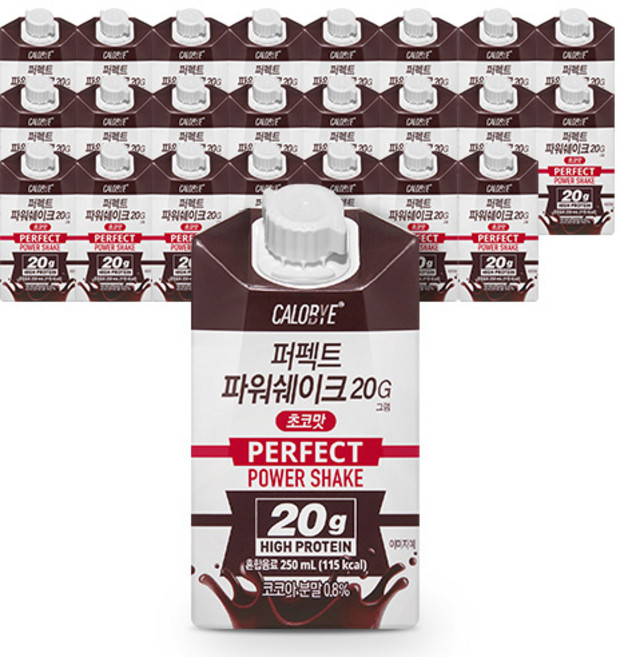 CALOBYE®
퍼펙트
파워쉐이크 20G
그램
초코맛
PERFECT
POWER SHAKE
20g
HIGH PROTEIN
이미지예
혼합음료 250 mL (115 kcal)
코코아분말 0.8%